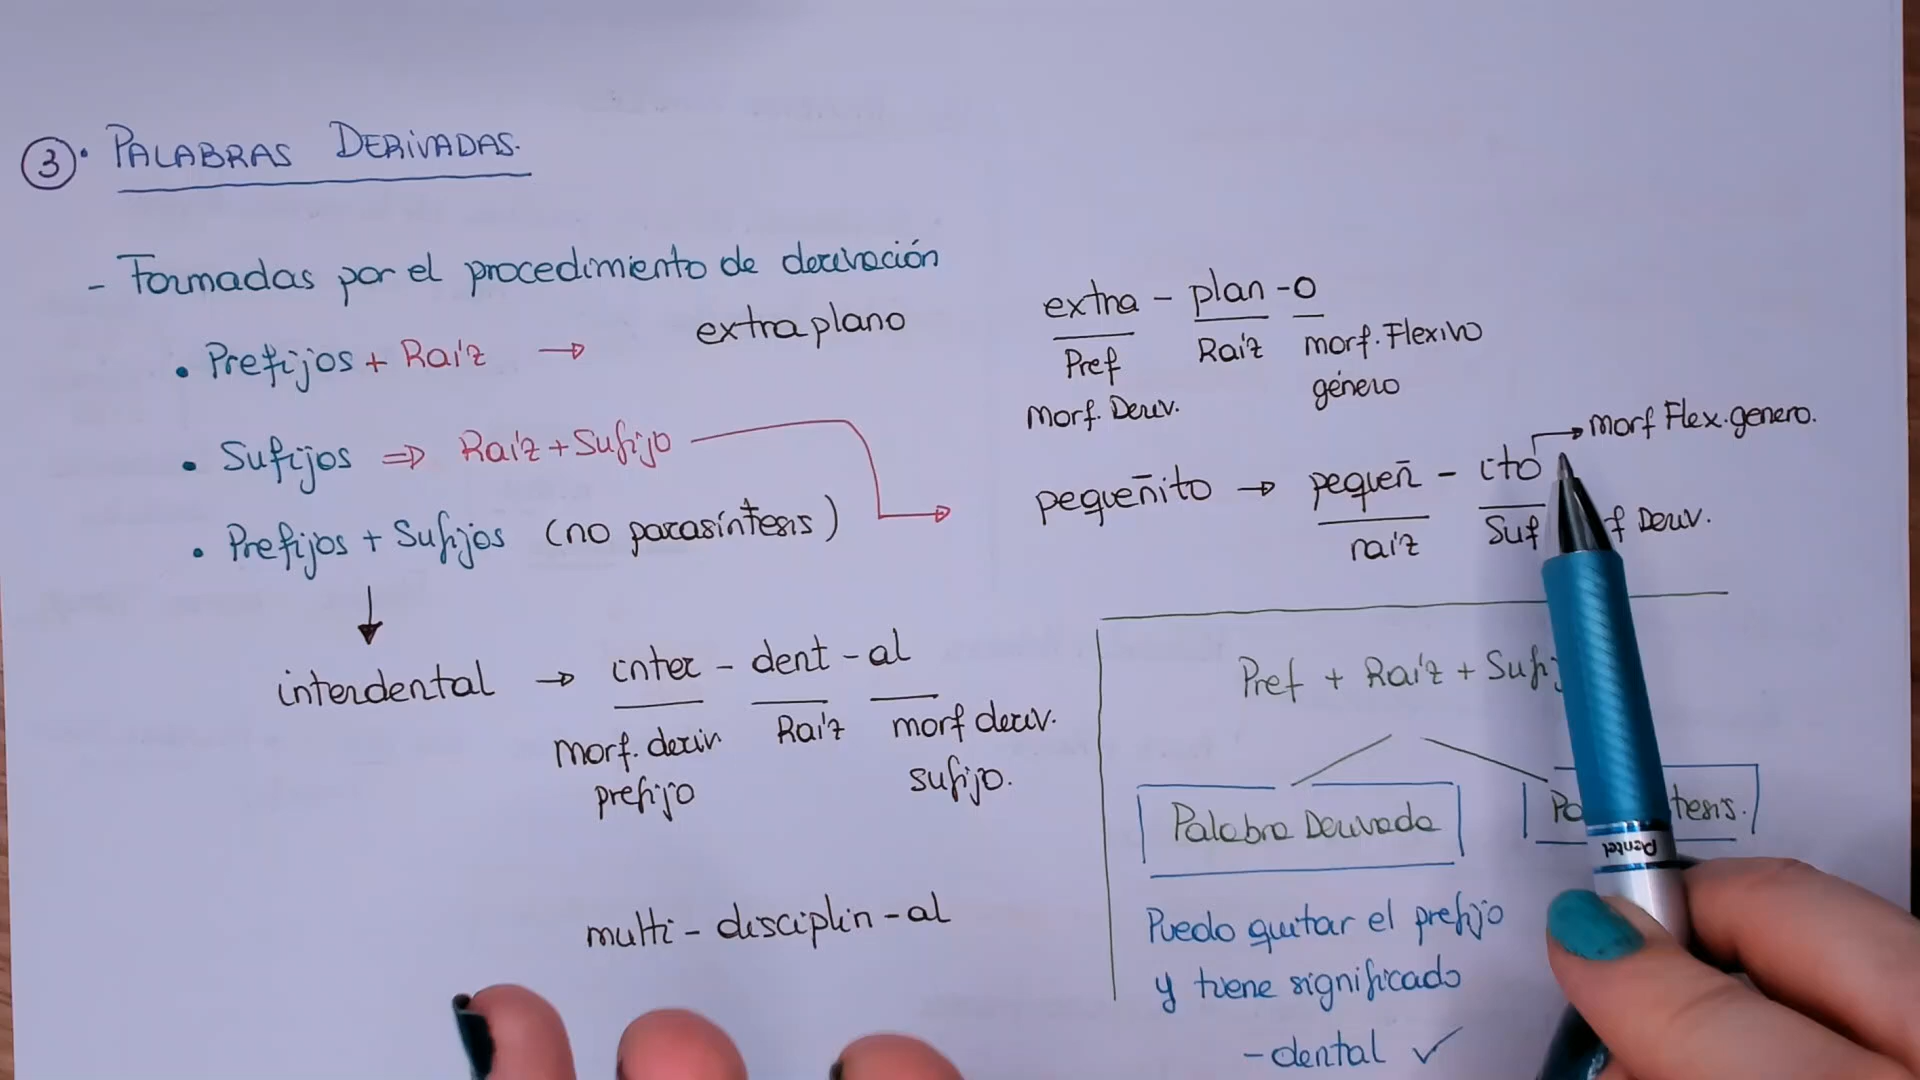 3 · PALABRAS DERIVADAS.
- Formadas por el procedimiento de derivación
• Prefijos + Raíz → extraplano
• Sufijos ⇒ Raíz + Sufijo
• Prefijos + Sufijos (no parasíntesis)
interdental → inter - dent - al
morf. deriv Raíz morf deriv.
prefijo sufijo.
multi - disciplin - al
extra - plan - o
Pref Raíz morf. Flexivo
Morf. Deriv. género
morf Flex. genero.
pequeñito → pequeñ - ito
raíz Suf Deriv.
Pref + Raíz + Sufi
Palabra Derivada
Puedo quitar el prefijo
y tiene significado
- dental ✓
Pentel